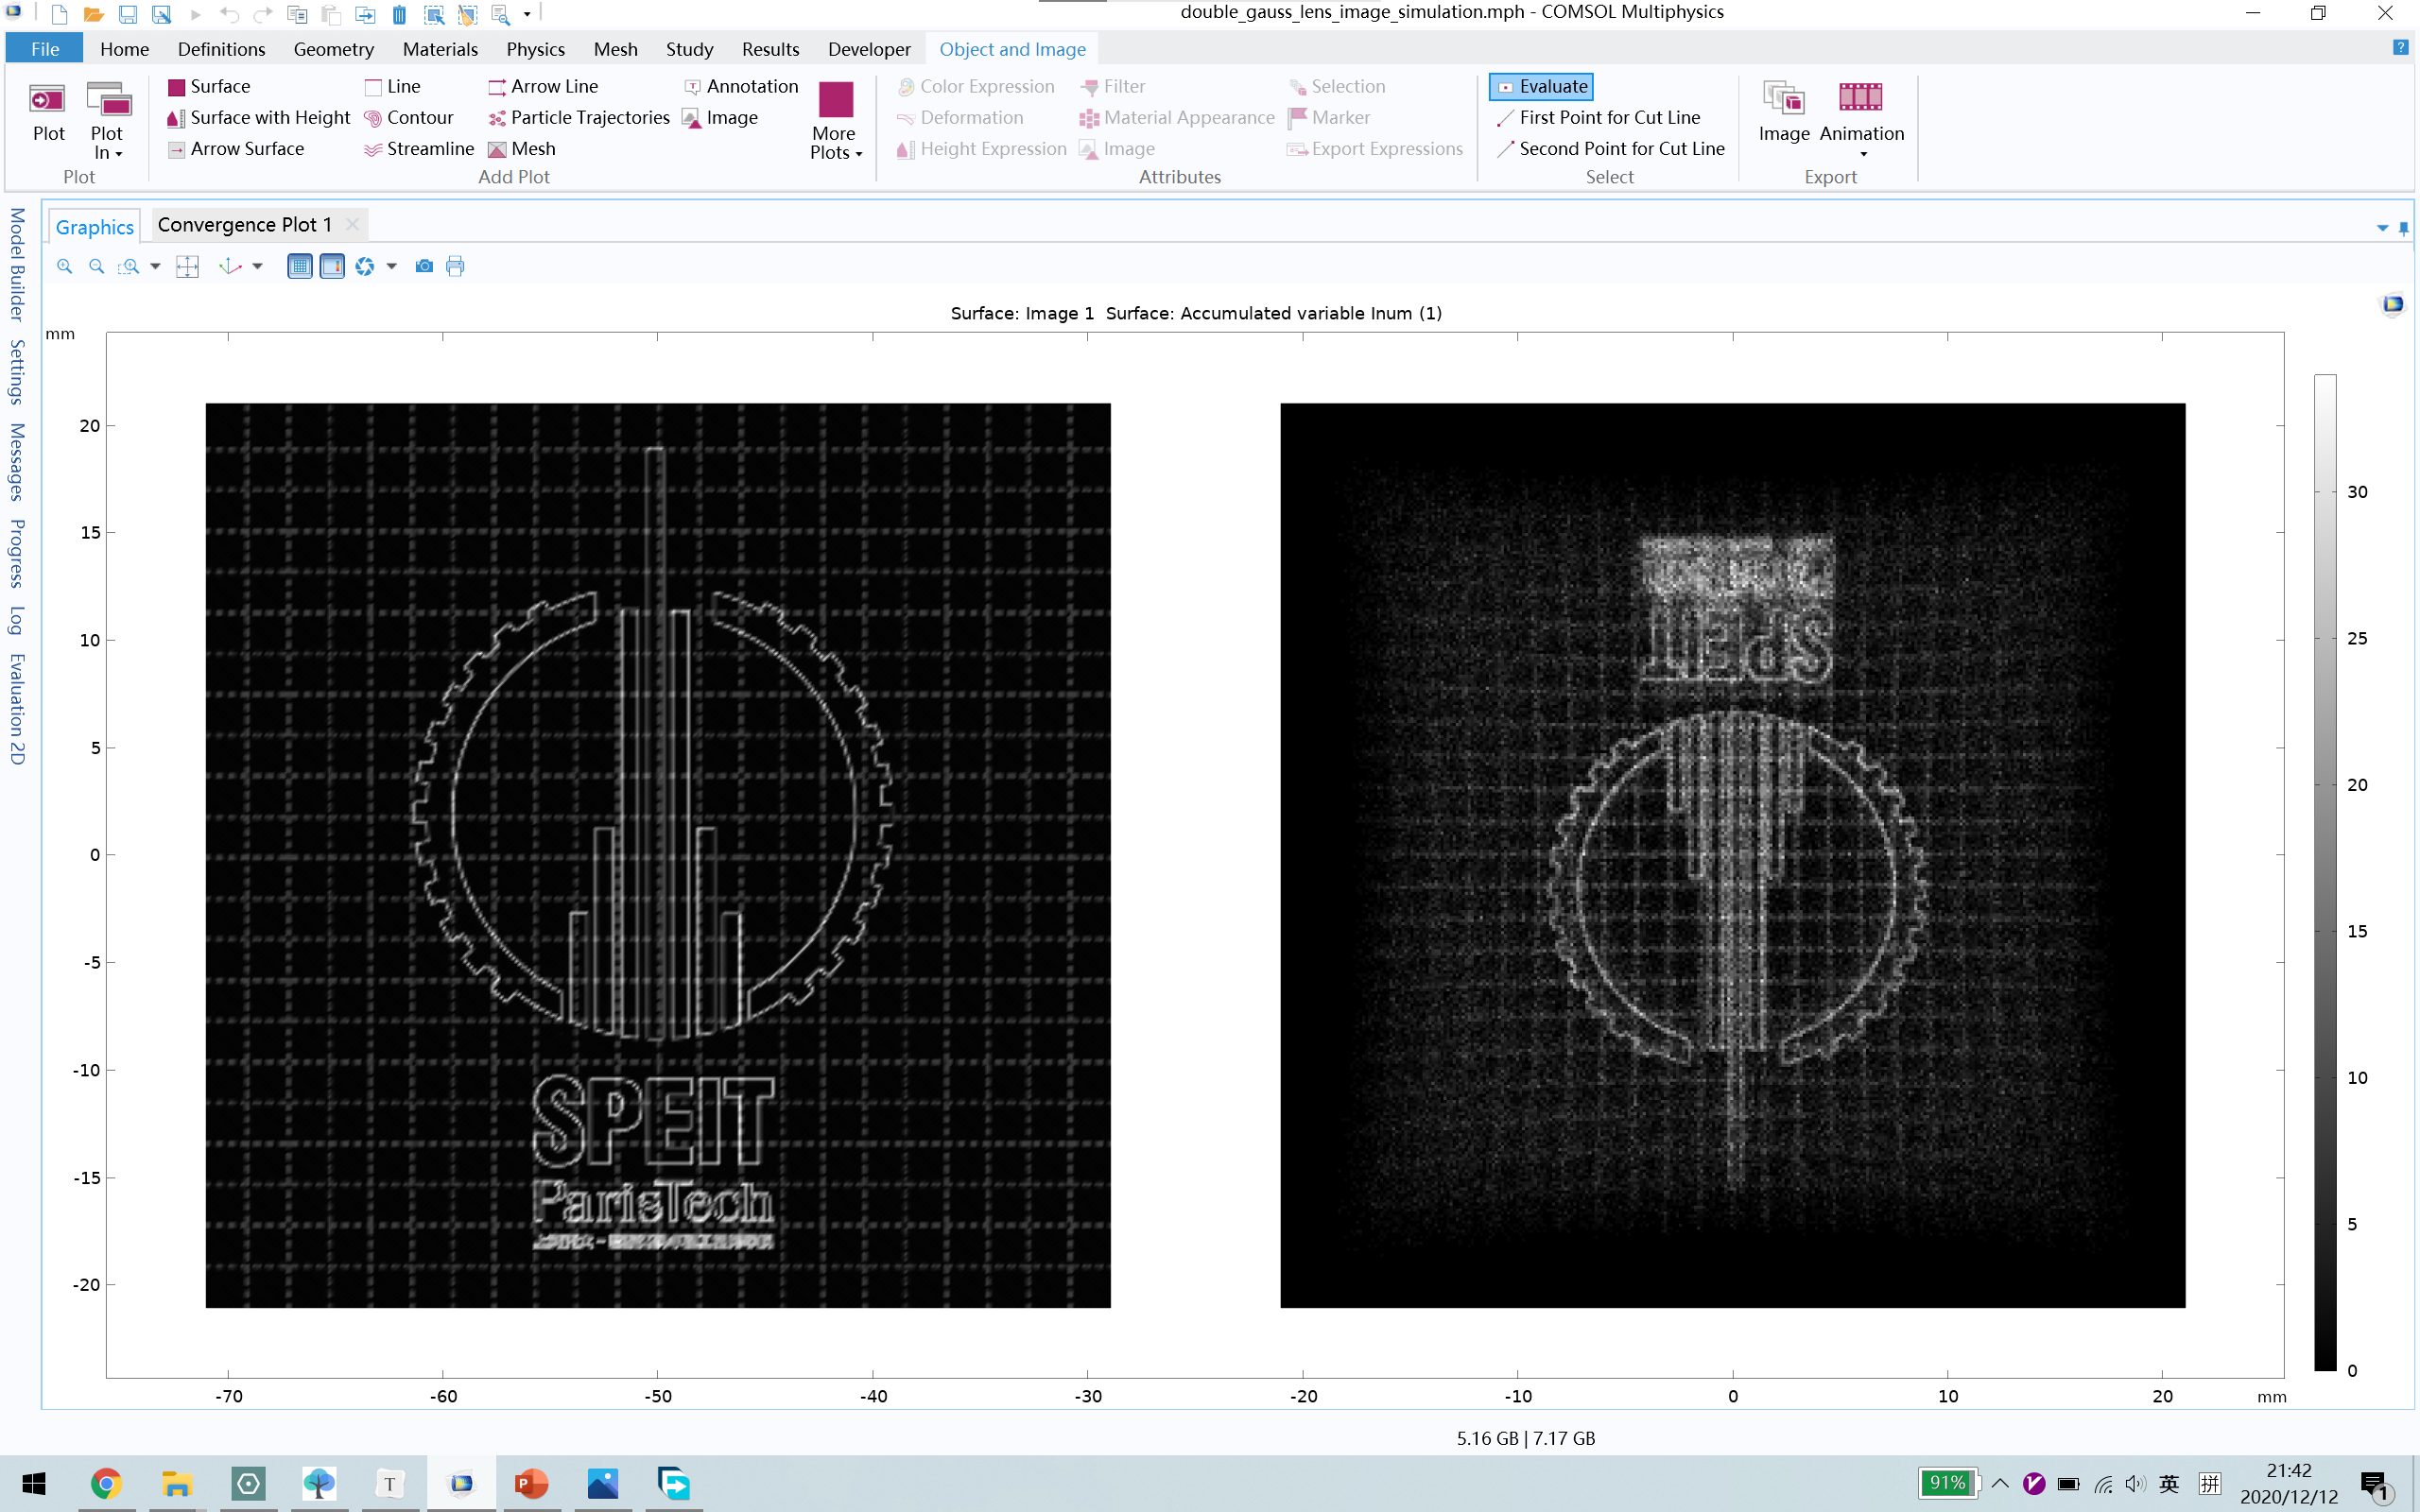 double_gauss_lens_image_simulation.mph - COMSOL Multiphysics
File Home Definitions Geometry Materials Physics Mesh Study Results Developer Object and Image
Surface Line Arrow Line Annotation Color Expression Filter Selection Evaluate
Surface with Height Contour Particle Trajectories Image Deformation Material Appearance Marker First Point for Cut Line
Plot Plot In More Plots Image Animation
Arrow Surface Streamline Mesh Height Expression Image Export Expressions Second Point for Cut Line
Plot Add Plot Attributes Select Export
Model Builder
Settings
Messages
Progress
Log
Evaluation 2D
Graphics Convergence Plot 1
Surface: Image 1 Surface: Accumulated variable Inum (1)
mm
20
15
10
5
0
-5
-10
-15
-20
SPEIT
ParisTech
SPEIT
30
25
20
15
10
5
0
-70 -60 -50 -40 -30 -20 -10 0 10 20 mm
5.16 GB | 7.17 GB
T
P
91%
英
拼
21:42
2020/12/12
1